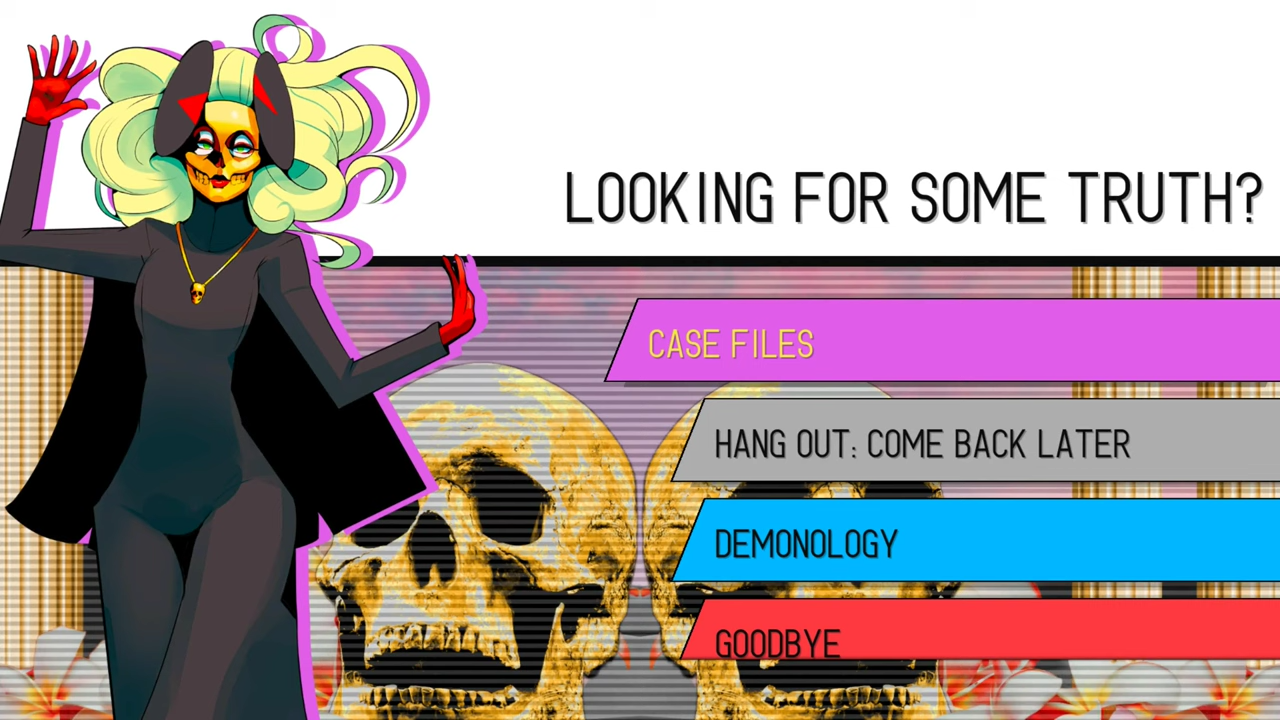 LOOKING FOR SOME TRUTH?
CASE FILES
HANG OUT: COME BACK LATER
DEMONOLOGY
GOODBYE